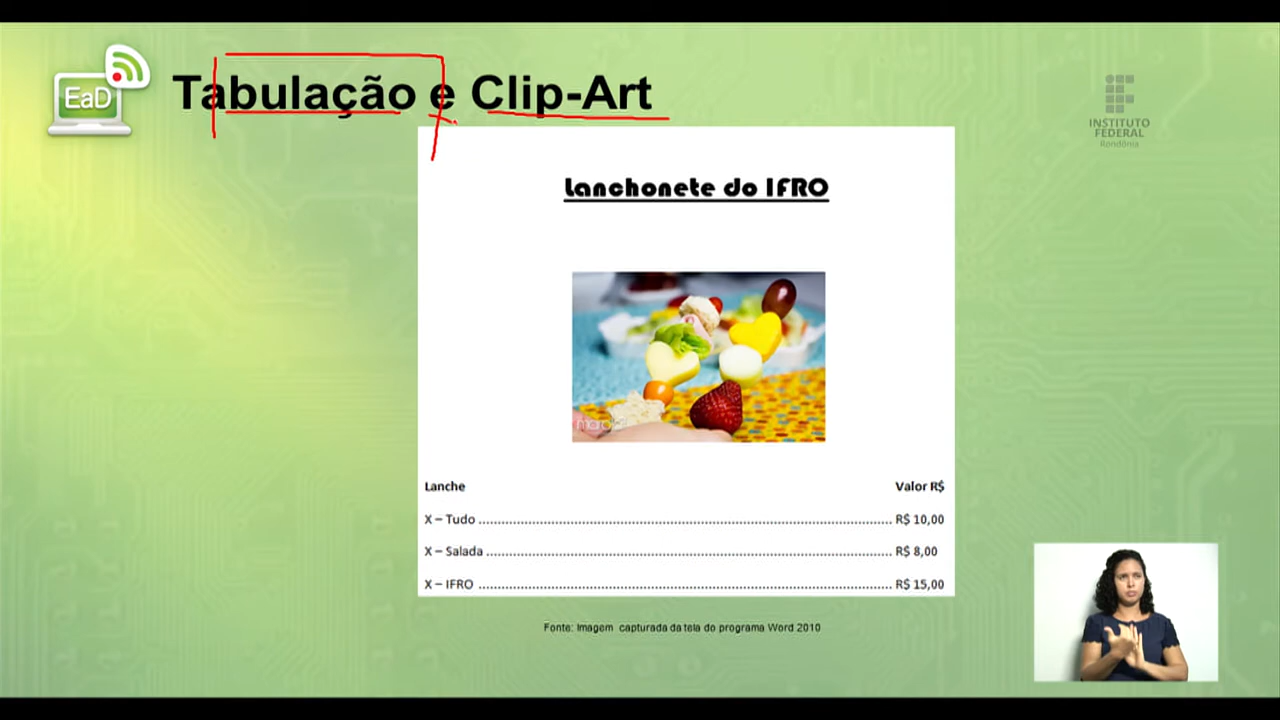 EaD
Tabulação e Clip-Art
INSTITUTO
FEDERAL
Rondônia
Lanchonete do IFRO
Lanche Valor R$
X – Tudo ........................................ R$ 10,00
X – Salada ........................................ R$ 8,00
X – IFRO ........................................ R$ 15,00
Fonte: Imagem capturada da tela do programa Word 2010